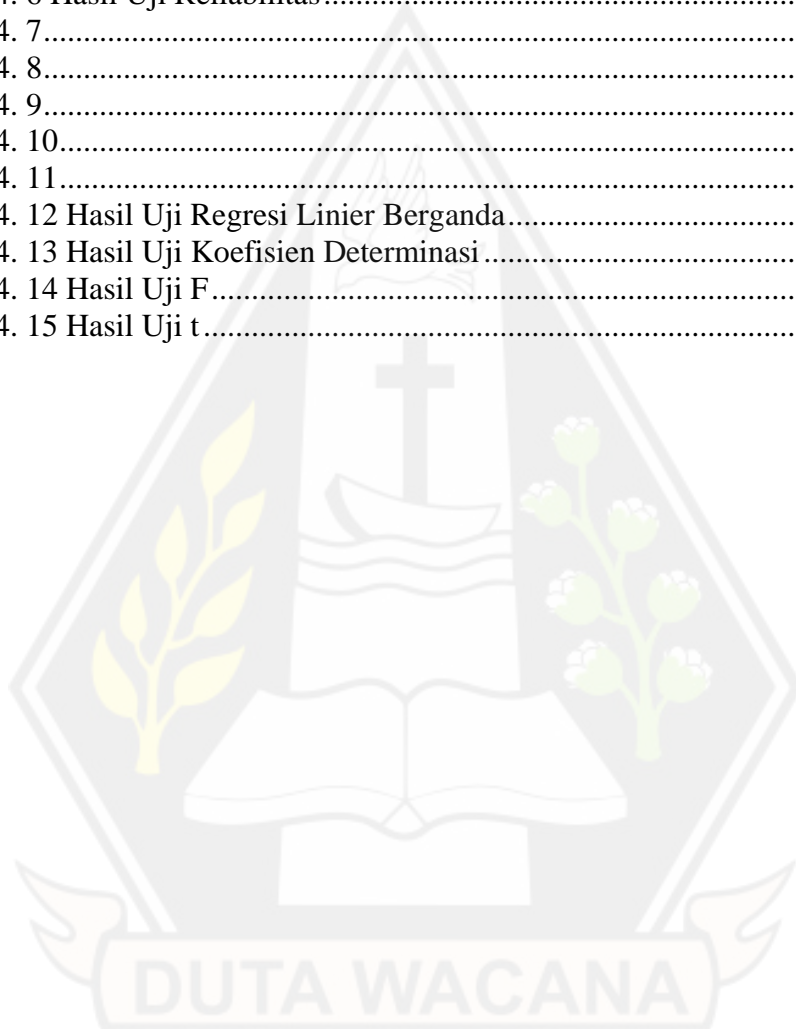 4. 6 Hasil Uji Reliabilitas................................................................
4. 7................................................................................................
4. 8................................................................................................
4. 9................................................................................................
4. 10..............................................................................................
4. 11..............................................................................................
4. 12 Hasil Uji Regresi Linier Berganda....................................
4. 13 Hasil Uji Koefisien Determinasi.......................................
4. 14 Hasil Uji F.........................................................................
4. 15 Hasil Uji t..........................................................................
DUTA WACANA